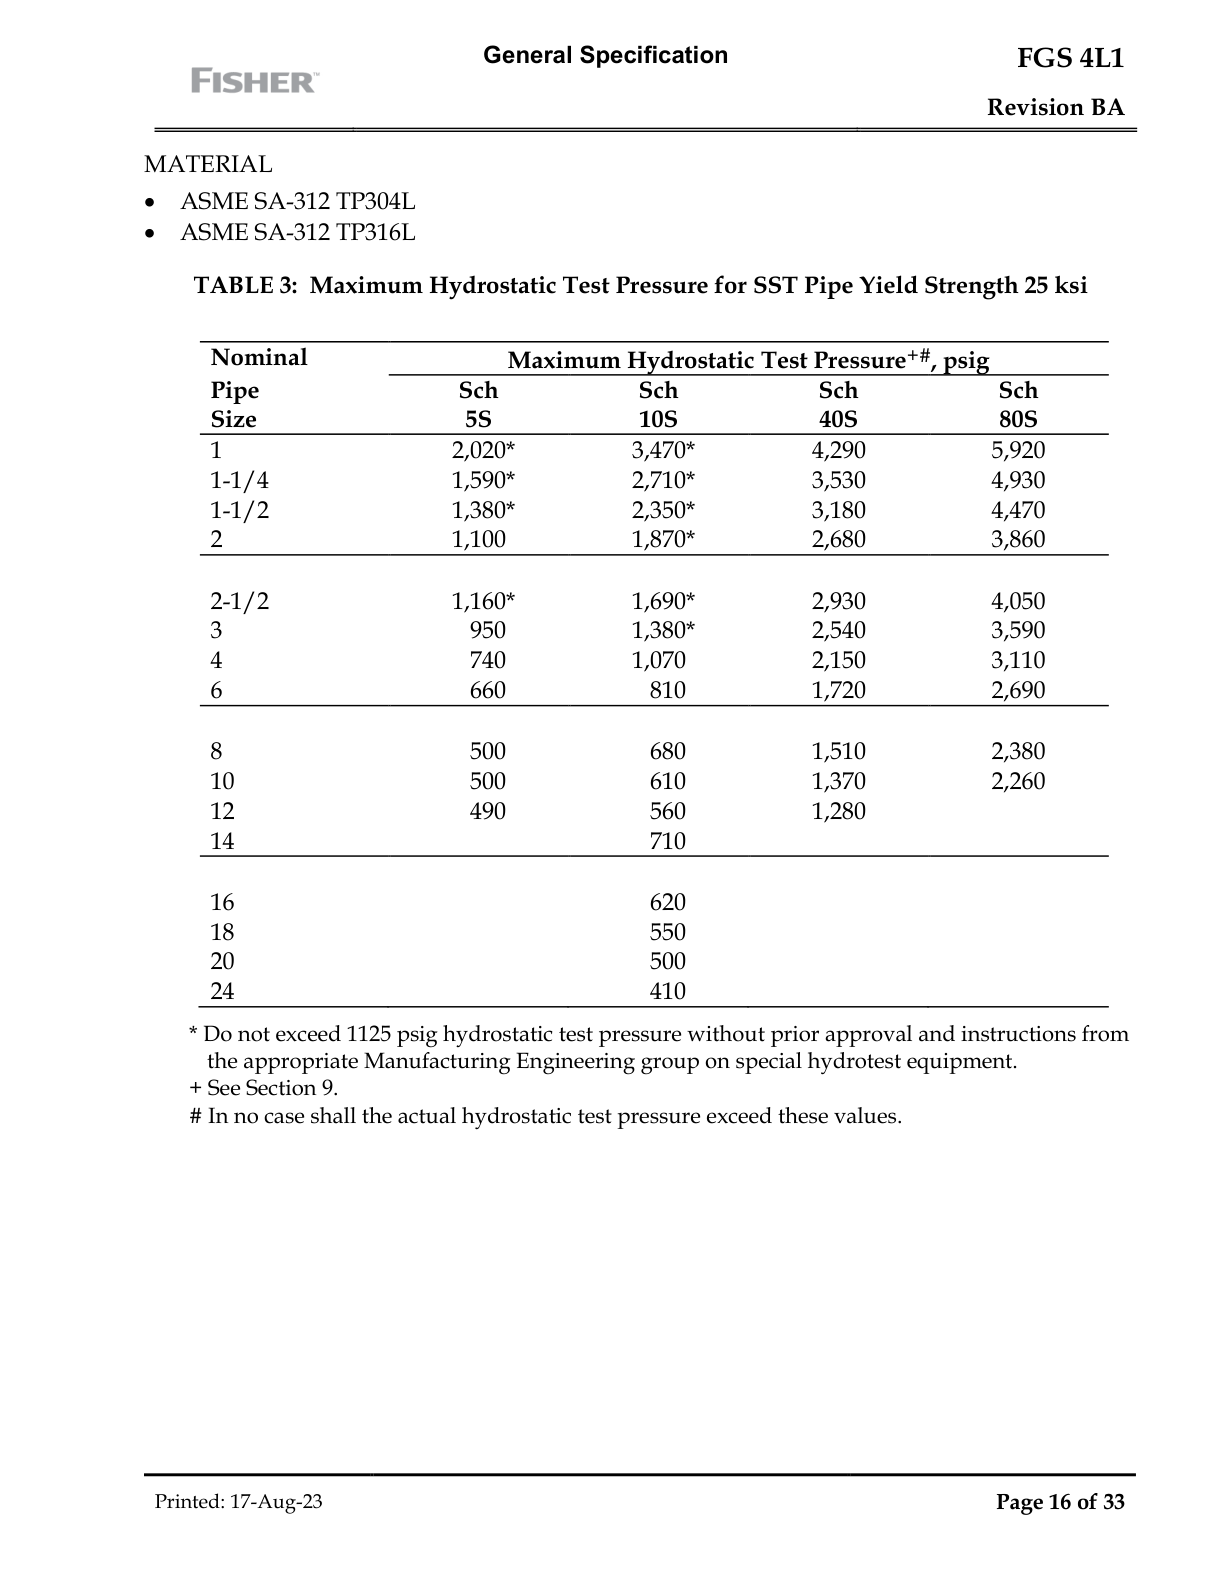 General Specification
FGS 4L1
FISHER™
Revision BA
MATERIAL
• ASME SA-312 TP304L
• ASME SA-312 TP316L
TABLE 3: Maximum Hydrostatic Test Pressure for SST Pipe Yield Strength 25 ksi
Nominal Maximum Hydrostatic Test Pressure+#, psig
Pipe Sch Sch Sch Sch
Size 5S 10S 40S 80S
1 2,020* 3,470* 4,290 5,920
1-1/4 1,590* 2,710* 3,530 4,930
1-1/2 1,380* 2,350* 3,180 4,470
2 1,100 1,870* 2,680 3,860
2-1/2 1,160* 1,690* 2,930 4,050
3 950 1,380* 2,540 3,590
4 740 1,070 2,150 3,110
6 660 810 1,720 2,690
8 500 680 1,510 2,380
10 500 610 1,370 2,260
12 490 560 1,280
14 710
16 620
18 550
20 500
24 410
* Do not exceed 1125 psig hydrostatic test pressure without prior approval and instructions from
the appropriate Manufacturing Engineering group on special hydrotest equipment.
+ See Section 9.
# In no case shall the actual hydrostatic test pressure exceed these values.
Printed: 17-Aug-23 Page 16 of 33